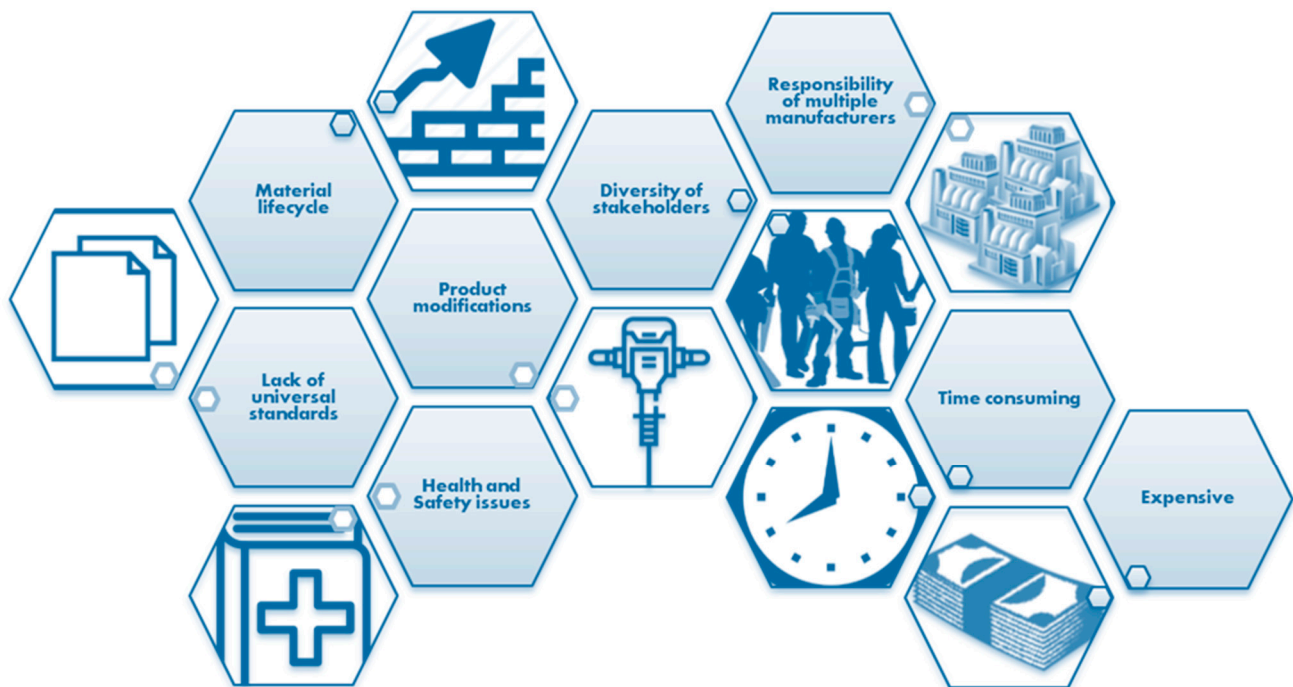 Responsibility
of multiple
manufacturers
Material
lifecycle
Diversity of
stakeholders
Product
modifications
Lack of
universal
standards
Time consuming
Health and
Safety issues
Expensive